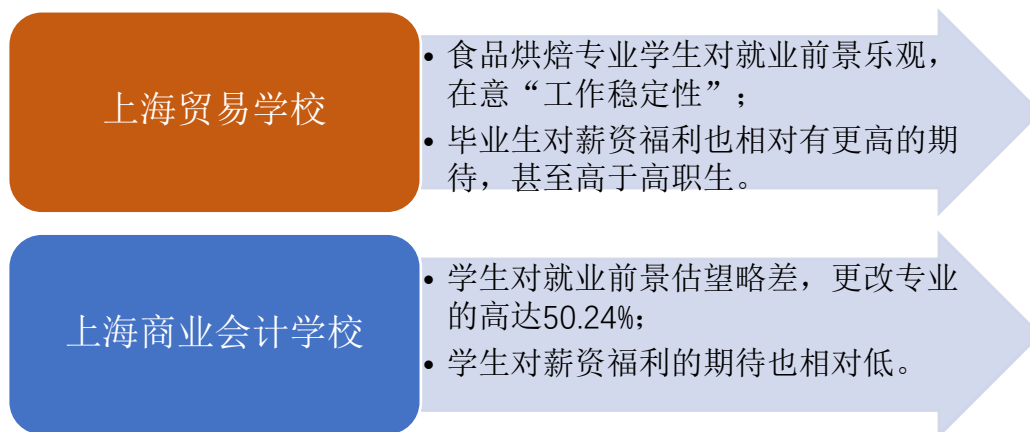 上海贸易学校
• 食品烘焙专业学生对就业前景乐观，
在意“工作稳定性”；
• 毕业生对薪资福利也相对有更高的期
待，甚至高于高职生。
上海商业会计学校
• 学生对就业前景估望略差，更改专业
的高达50.24%；
• 学生对薪资福利的期待也相对低。